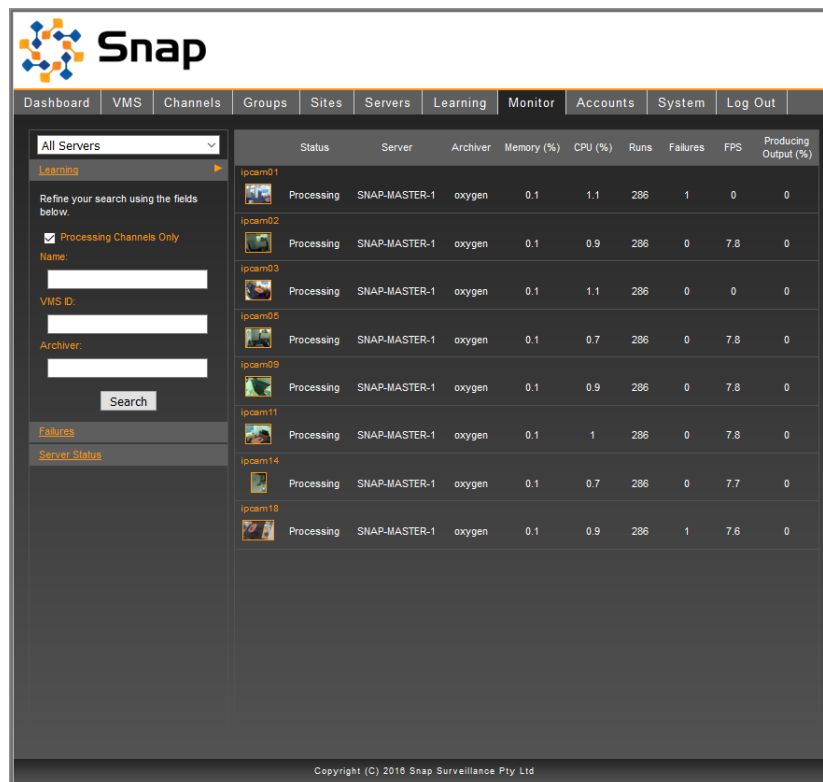 Snap
Dashboard VMS Channels Groups Sites Servers Learning Monitor Accounts System Log Out
All Servers
Learning
Refine your search using the fields
below.
Processing Channels Only
Name:
VMS ID:
Archiver:
Search
Failures
Server Status
Status Server Archiver Memory (%) CPU (%) Runs Failures FPS Producing Output (%)
ipcam01
Processing SNAP-MASTER-1 oxygen 0.1 1.1 286 1 0 0
ipcam02
Processing SNAP-MASTER-1 oxygen 0.1 0.9 286 0 7.8 0
ipcam03
Processing SNAP-MASTER-1 oxygen 0.1 1.1 286 0 0 0
ipcam05
Processing SNAP-MASTER-1 oxygen 0.1 0.7 286 0 7.8 0
ipcam09
Processing SNAP-MASTER-1 oxygen 0.1 0.9 286 0 7.8 0
ipcam11
Processing SNAP-MASTER-1 oxygen 0.1 1 286 0 7.8 0
ipcam14
Processing SNAP-MASTER-1 oxygen 0.1 0.7 286 0 7.7 0
ipcam18
Processing SNAP-MASTER-1 oxygen 0.1 0.9 286 1 7.6 0
Copyright (C) 2016 Snap Surveillance Pty Ltd